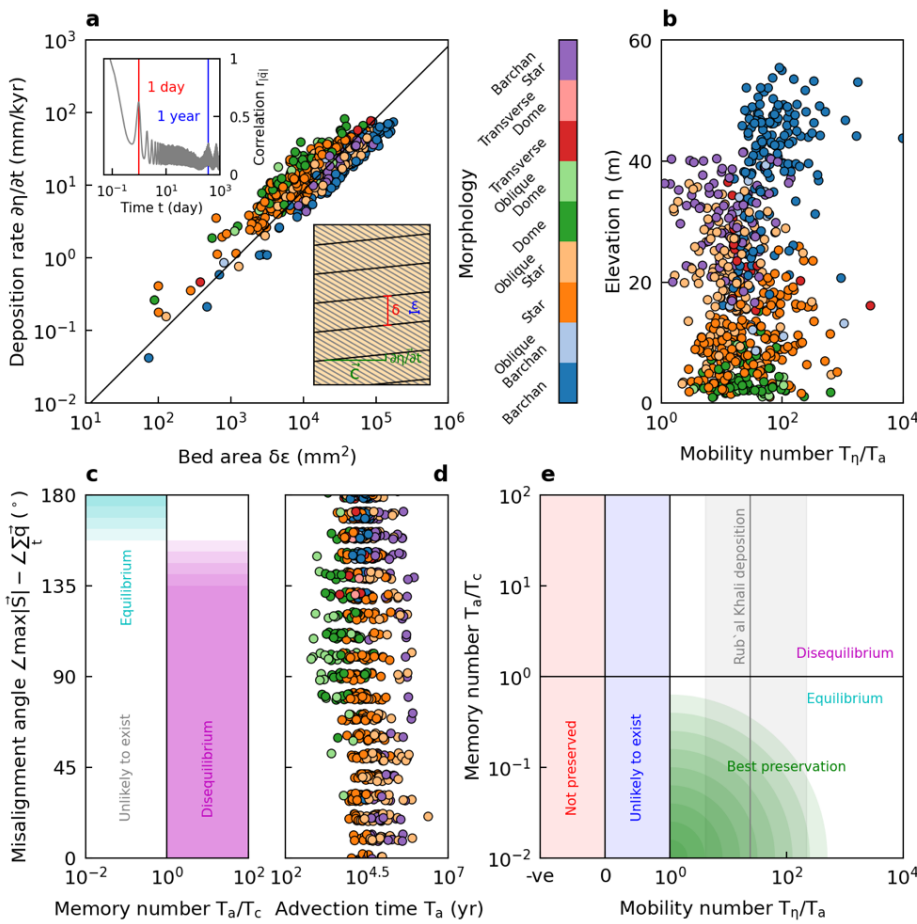 a
b
Deposition rate ∂η/∂t (mm/kyr)
10³
10²
10¹
10⁰
10⁻¹
10⁻²
10¹
10²
10³
10⁴
10⁵
10⁶
Bed area δε (mm²)
1 day
1 year
Correlation r|q̄|
1
0.5
0
10⁻¹
10¹
10³
Time t (day)
δ
ε
c⃗
∂η/∂t
Morphology
Barchan
Star
Transverse
Dome
Transverse
Oblique
Dome
Dome
Oblique
Star
Star
Oblique
Barchan
Barchan
Elevation η (m)
60
40
20
0
10⁰
10²
10⁴
Mobility number Tη/Tₐ
c
d
e
Misalignment angle ∠max|S⃗| − ∠∑q⃗ (°)
t
180
135
90
45
0
Equilibrium
Unlikely to exist
Disequilibrium
10⁻²
10⁰
10²
Memory number Tₐ/T꜀
10²
10⁴·⁵
10⁷
Advection time Tₐ (yr)
Memory number Tₐ/T꜀
10²
10¹
10⁰
10⁻¹
10⁻²
Not preserved
Unlikely to exist
Rub`al Khali deposition
Disequilibrium
Equilibrium
Best preservation
-ve
0
10⁰
10²
10⁴
Mobility number Tη/Tₐ